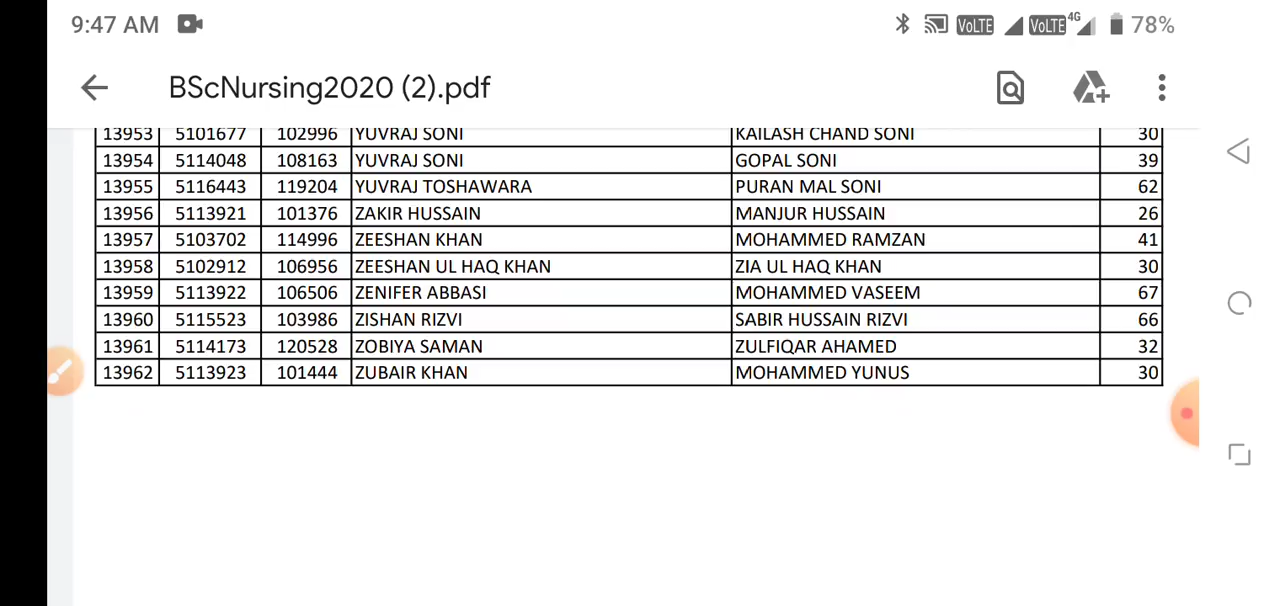 9:47 AM VoLTE VoLTE 4G 78%
BScNursing2020 (2).pdf
13953 5101677 102996 YUVRAJ SONI KAILASH CHAND SONI 30
13954 5114048 108163 YUVRAJ SONI GOPAL SONI 39
13955 5116443 119204 YUVRAJ TOSHAWARA PURAN MAL SONI 62
13956 5113921 101376 ZAKIR HUSSAIN MANJUR HUSSAIN 26
13957 5103702 114996 ZEESHAN KHAN MOHAMMED RAMZAN 41
13958 5102912 106956 ZEESHAN UL HAQ KHAN ZIA UL HAQ KHAN 30
13959 5113922 106506 ZENIFER ABBASI MOHAMMED VASEEM 67
13960 5115523 103986 ZISHAN RIZVI SABIR HUSSAIN RIZVI 66
13961 5114173 120528 ZOBIYA SAMAN ZULFIQAR AHAMED 32
13962 5113923 101444 ZUBAIR KHAN MOHAMMED YUNUS 30